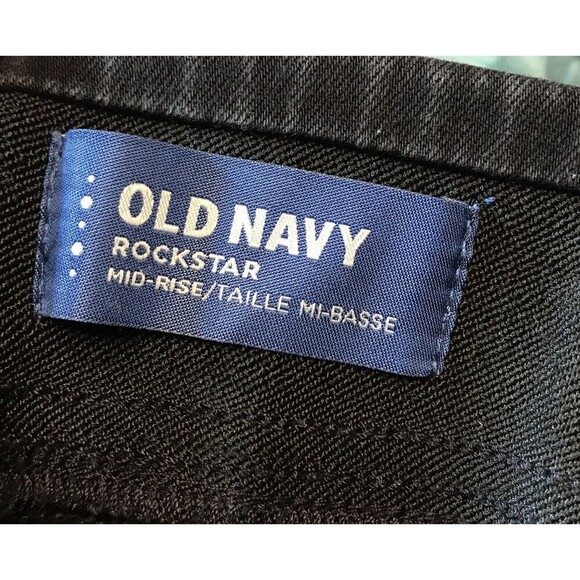 OLD NAVY
ROCKSTAR
MID-RISE/TAILLE MI-BASSE